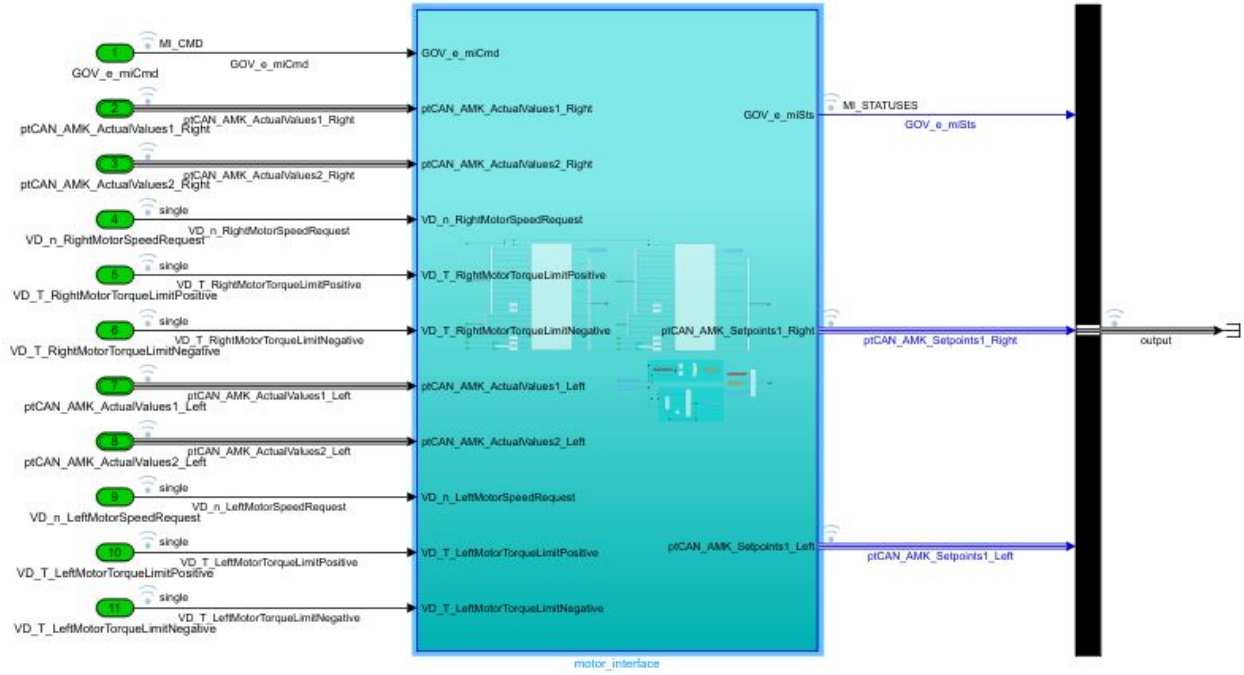 1 MI_CMD
GOV_e_miCmd
GOV_e_miCmd
GOV_e_miCmd
2
ptCAN_AMK_ActualValues1_Right
ptCAN_AMK_ActualValues1_Right
ptCAN_AMK_ActualValues1_Right
3
ptCAN_AMK_ActualValues2_Right
ptCAN_AMK_ActualValues2_Right
ptCAN_AMK_ActualValues2_Right
4 single
VD_n_RightMotorSpeedRequest
VD_n_RightMotorSpeedRequest
VD_n_RightMotorSpeedRequest
5 single
VD_T_RightMotorTorqueLimitPositive
VD_T_RightMotorTorqueLimitPositive
VD_T_RightMotorTorqueLimitPositive
6 single
VD_T_RightMotorTorqueLimitNegative
VD_T_RightMotorTorqueLimitNegative
VD_T_RightMotorTorqueLimitNegative
7
ptCAN_AMK_ActualValues1_Left
ptCAN_AMK_ActualValues1_Left
ptCAN_AMK_ActualValues1_Left
8
ptCAN_AMK_ActualValues2_Left
ptCAN_AMK_ActualValues2_Left
ptCAN_AMK_ActualValues2_Left
9 single
VD_n_LeftMotorSpeedRequest
VD_n_LeftMotorSpeedRequest
VD_n_LeftMotorSpeedRequest
10 single
VD_T_LeftMotorTorqueLimitPositive
VD_T_LeftMotorTorqueLimitPositive
VD_T_LeftMotorTorqueLimitPositive
11 single
VD_T_LeftMotorTorqueLimitNegative
VD_T_LeftMotorTorqueLimitNegative
VD_T_LeftMotorTorqueLimitNegative
GOV_e_miSts
MI_STATUSES
GOV_e_miSts
ptCAN_AMK_Setpoints1_Right
ptCAN_AMK_Setpoints1_Right
ptCAN_AMK_Setpoints1_Left
ptCAN_AMK_Setpoints1_Left
output
motor_interface